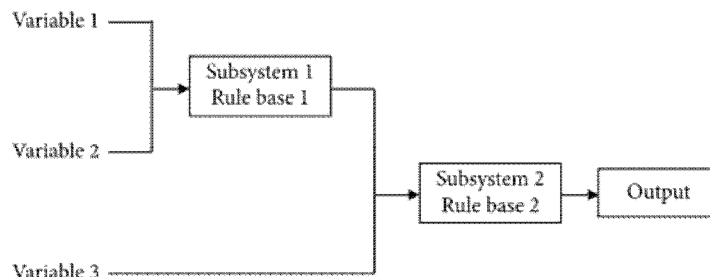 Variable 1
Subsystem 1
Rule base 1
Variable 2
Subsystem 2
Rule base 2
Output
Variable 3